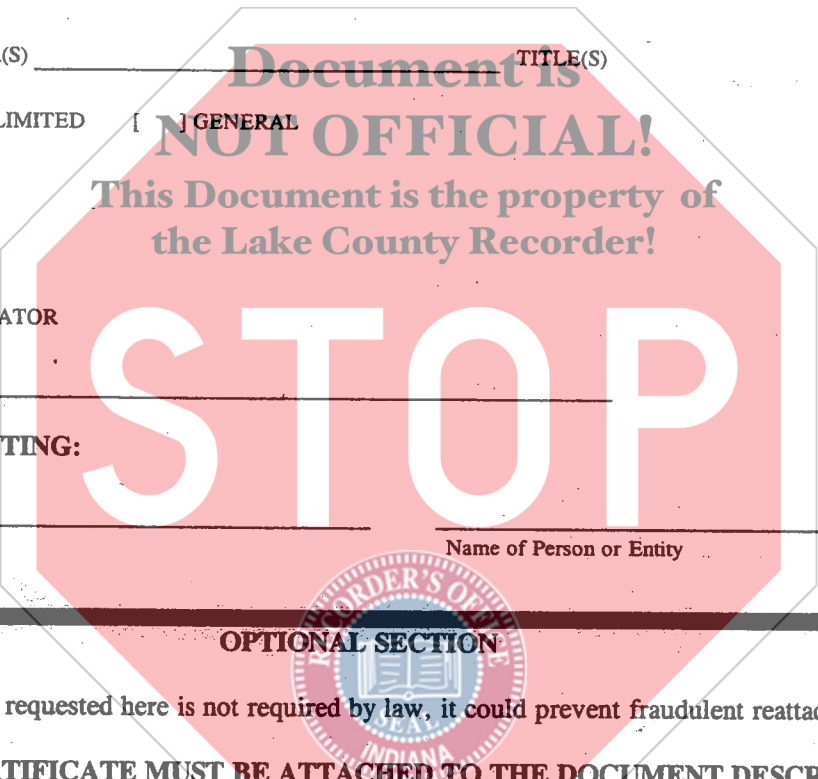 (S) TITLE(S)
Document is
LIMITED [ ] GENERAL
NOT OFFICIAL!
This Document is the property of
the Lake County Recorder!
ATOR
STOP
TING:
Name of Person or Entity
RECORDER'S OFFICE
OPTIONAL SECTION
SEAL
requested here is not required by law, it could prevent fraudulent reattac
INDIANA
TIFICATE MUST BE ATTACHED TO THE DOCUMENT DESCR